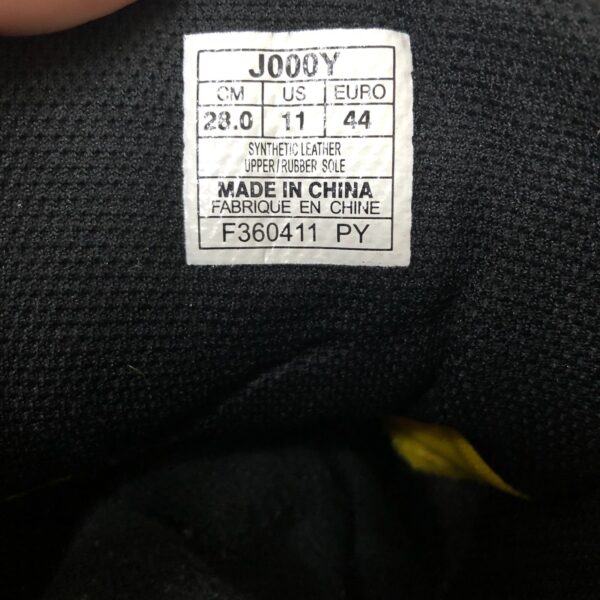 J000Y
CM US EURO
28.0 11 44
SYNTHETIC LEATHER
UPPER/RUBBER SOLE
MADE IN CHINA
FABRIQUE EN CHINE
F360411 PY